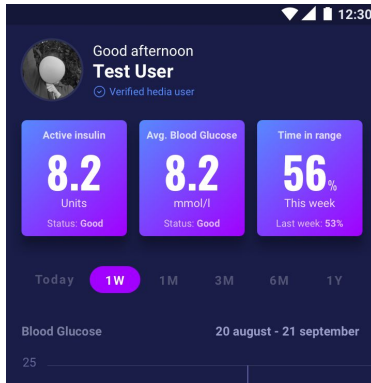 12:30
Good afternoon
Test User
Verified hedia user
Active insulin
8.2
Units
Status: Good
Avg. Blood Glucose
8.2
mmol/l
Status: Good
Time in range
56%
This week
Last week: 53%
Today 1W 1M 3M 6M 1Y
Blood Glucose 20 august - 21 september
25